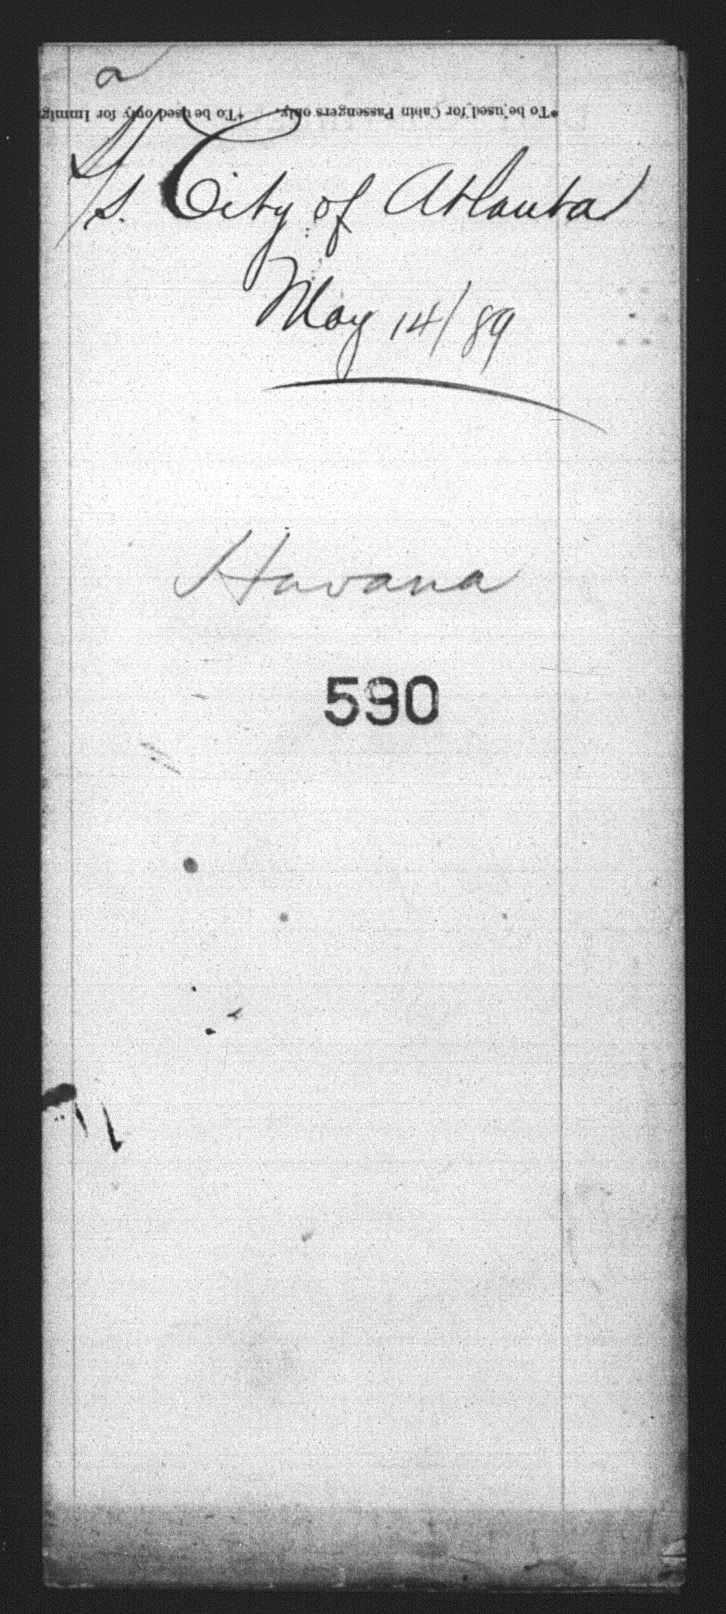 *To be used for Cabin Passengers only. †To be used only for Immig
S/S. City of Atlanta
May 14/89
Havana
590